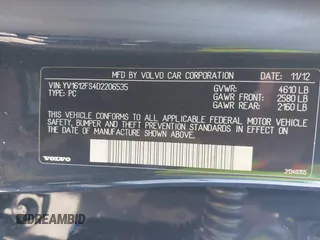 MFD BY VOLVO CAR CORPORATION DATE: 11/12
VIN: YV1612FS4D2206535 GVWR: 4610 LB
TYPE: PC GAWR FRONT: 2580 LB
GAWR REAR: 2160 LB
THIS VEHICLE CONFORMS TO ALL APPLICABLE FEDERAL MOTOR VEHICLE
SAFETY, BUMPER AND THEFT PREVENTION STANDARDS IN EFFECT ON THE
DATE OF MANUFACTURE SHOWN ABOVE.
VOLVO
DREAMBID